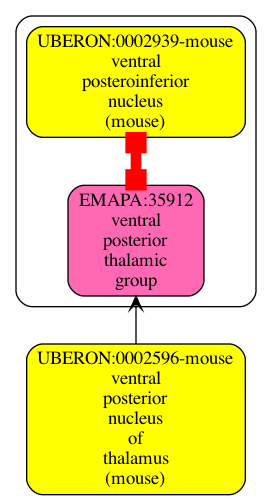 UBERON:0002939-mouse
ventral
posteroinferior
nucleus
(mouse)
EMAPA:35912
ventral
posterior
thalamic
group
UBERON:0002596-mouse
ventral
posterior
nucleus
of
thalamus
(mouse)